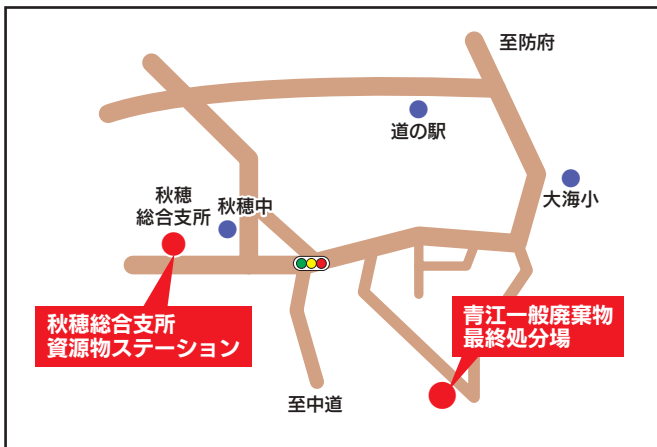 至防府
道の駅
大海小
秋穂
総合支所
秋穂中
秋穂総合支所
資源物ステーション
青江一般廃棄物
最終処分場
至中道